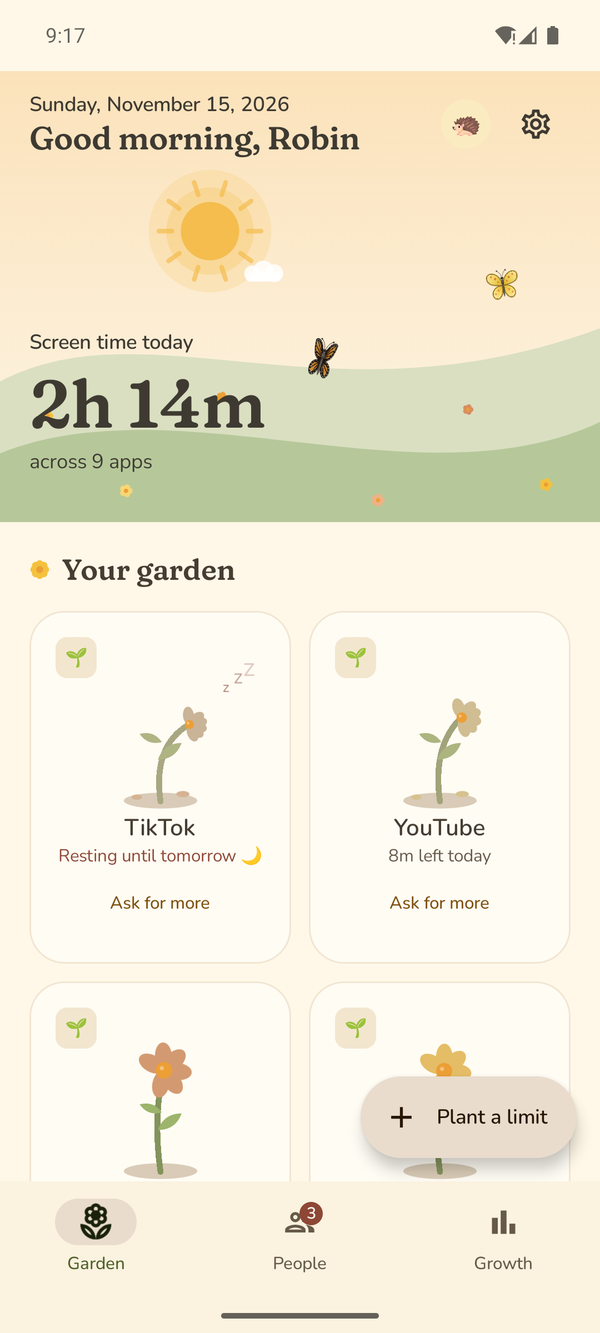 9:17
Sunday, November 15, 2026
Good morning, Robin
Screen time today
2h 14m
across 9 apps
Your garden
z z Z
TikTok
Resting until tomorrow 🌙
Ask for more
YouTube
8m left today
Ask for more
+ Plant a limit
3
Garden
People
Growth